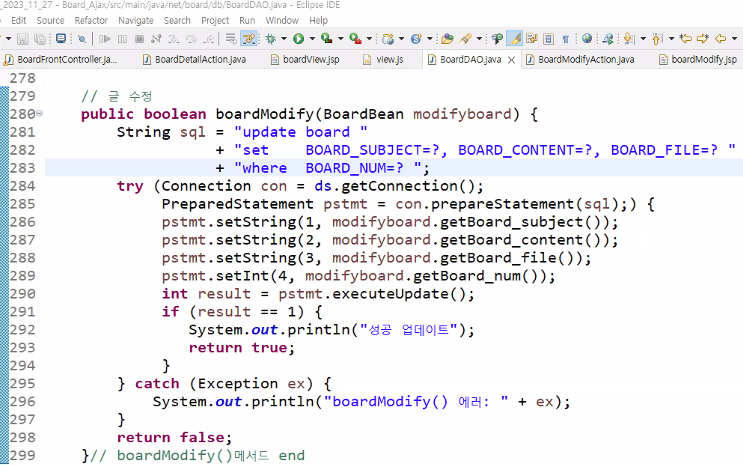 _2023_11_27 - Board_Ajax/src/main/java/net/board/db/BoardDAO.java - Eclipse IDE
Edit Source Refactor Navigate Search Project Run Window Help
BoardFrontController.ja... BoardDetailAction.java boardView.jsp view.js BoardDAO.java BoardModifyAction.java boardModify.jsp
278
279 // 글 수정
280 public boolean boardModify(BoardBean modifyboard) {
281 String sql = "update board "
282 + "set    BOARD_SUBJECT=?, BOARD_CONTENT=?, BOARD_FILE=? "
283 + "where  BOARD_NUM=? ";
284 try (Connection con = ds.getConnection();
285 PreparedStatement pstmt = con.prepareStatement(sql);) {
286 pstmt.setString(1, modifyboard.getBoard_subject());
287 pstmt.setString(2, modifyboard.getBoard_content());
288 pstmt.setString(3, modifyboard.getBoard_file());
289 pstmt.setInt(4, modifyboard.getBoard_num());
290 int result = pstmt.executeUpdate();
291 if (result == 1) {
292 System.out.println("성공 업데이트");
293 return true;
294 }
295 } catch (Exception ex) {
296 System.out.println("boardModify() 에러: " + ex);
297 }
298 return false;
299 }// boardModify()메서드 end